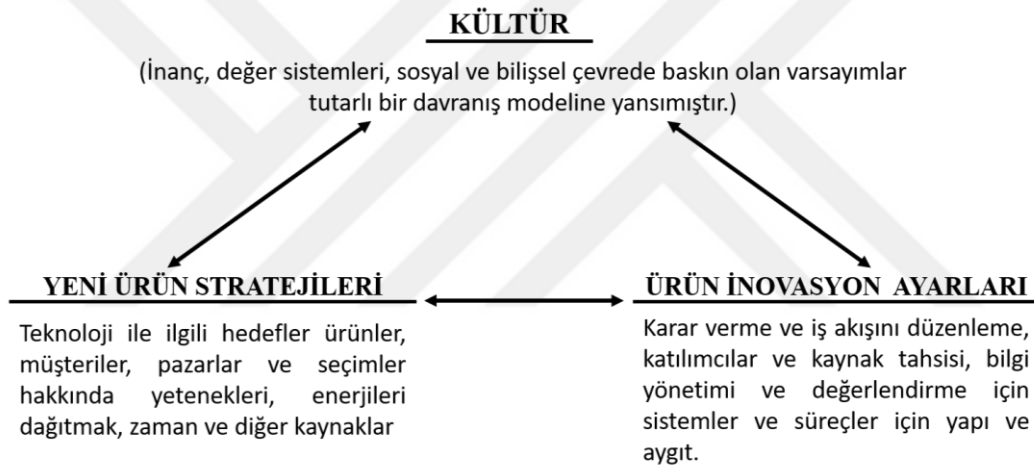 KÜLTÜR
(İnanç, değer sistemleri, sosyal ve bilişsel çevrede baskın olan varsayımlar
tutarlı bir davranış modeline yansımıştır.)
YENİ ÜRÜN STRATEJİLERİ
Teknoloji ile ilgili hedefler ürünler,
müşteriler, pazarlar ve seçimler
hakkında yetenekleri, enerjileri
dağıtmak, zaman ve diğer kaynaklar
ÜRÜN İNOVASYON AYARLARI
Karar verme ve iş akışını düzenleme,
katılımcılar ve kaynak tahsisi, bilgi
yönetimi ve değerlendirme için
sistemler ve süreçler için yapı ve
aygıt.